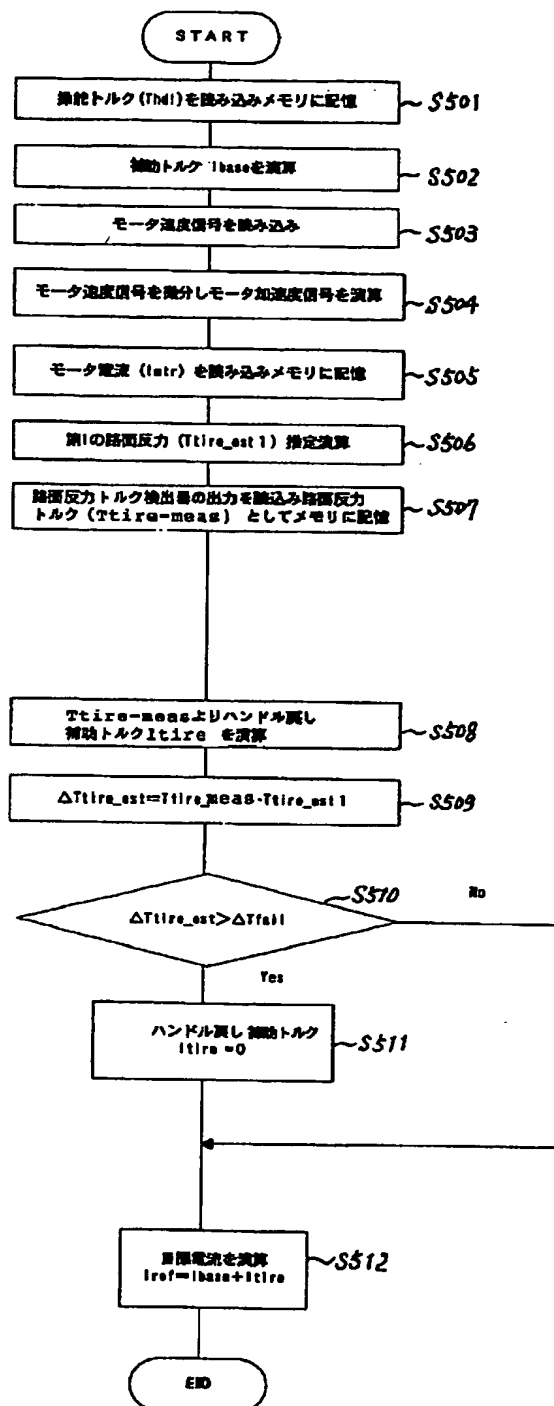 START
操舵トルク(Thdl)を読み込みメモリに記憶
S501
補助トルク Ibaseを演算
S502
モータ速度信号を読み込み
S503
モータ速度信号を微分しモータ加速度信号を演算
S504
モータ電流 (Imtr) を読み込みメモリに記憶
S505
第1の路面反力 (Ttire_est1) 推定演算
S506
路面反力トルク検出器の出力を読込み路面反力
トルク (Ttire-meas) としてメモリに記憶
S507
Ttire-measよりハンドル戻し
補助トルクItire を演算
S508
ΔTtire_est=Ttire_meas-Ttire_est1
S509
S510
No
ΔTtire_est>ΔTfail
Yes
ハンドル戻し 補助トルク
Itire =0
S511
目標電流を演算
Iref=Ibase+Itire
S512
END